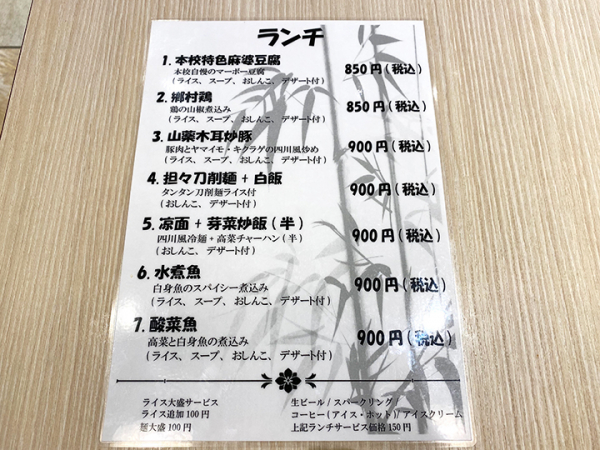 ランチ
1. 本校特色麻婆豆腐 850円(税込)
本校自慢のマーボー豆腐
(ライス、スープ、おしんこ、デザート付)
2. 郷村鶏 850円(税込)
鶏の山椒煮込み
(ライス、スープ、おしんこ、デザート付)
3. 山薬木耳炒豚 900円(税込)
豚肉とヤマイモ・キクラゲの四川風炒め
(ライス、スープ、おしんこ、デザート付)
4. 担々刀削麺 + 白飯 900円(税込)
タンタン刀削麺ライス付
(おしんこ、デザート付)
5. 凉面 + 芽菜炒飯(半) 900円(税込)
四川風冷麺+高菜チャーハン(半)
(おしんこ、デザート付)
6. 水煮魚 900円(税込)
白身魚のスパイシー煮込み
(ライス、スープ、おしんこ、デザート付)
7. 酸菜魚 900円(税込)
高菜と白身魚の煮込み
(ライス、スープ、おしんこ、デザート付)
ライス大盛サービス
ライス追加100円
麺大盛100円
生ビール/スパークリング/
コーヒー(アイス・ホット)/アイスクリーム
上記ランチサービス価格150円